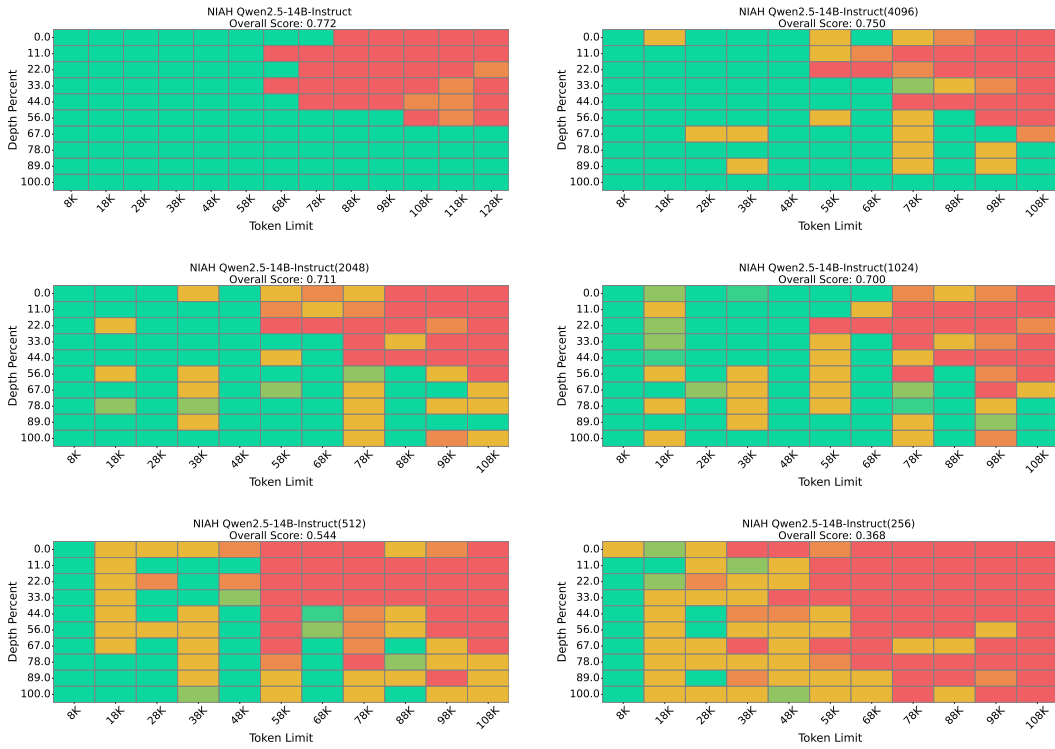 NIAH Qwen2.5-14B-Instruct
Overall Score: 0.772
Depth Percent
0.0
11.0
22.0
33.0
44.0
56.0
67.0
78.0
89.0
100.0
8K 18K 28K 38K 48K 58K 68K 78K 88K 98K 108K 118K 128K
Token Limit
NIAH Qwen2.5-14B-Instruct(4096)
Overall Score: 0.750
Depth Percent
0.0
11.0
22.0
33.0
44.0
56.0
67.0
78.0
89.0
100.0
8K 18K 28K 38K 48K 58K 68K 78K 88K 98K 108K
Token Limit
NIAH Qwen2.5-14B-Instruct(2048)
Overall Score: 0.711
Depth Percent
0.0
11.0
22.0
33.0
44.0
56.0
67.0
78.0
89.0
100.0
8K 18K 28K 38K 48K 58K 68K 78K 88K 98K 108K
Token Limit
NIAH Qwen2.5-14B-Instruct(1024)
Overall Score: 0.700
Depth Percent
0.0
11.0
22.0
33.0
44.0
56.0
67.0
78.0
89.0
100.0
8K 18K 28K 38K 48K 58K 68K 78K 88K 98K 108K
Token Limit
NIAH Qwen2.5-14B-Instruct(512)
Overall Score: 0.544
Depth Percent
0.0
11.0
22.0
33.0
44.0
56.0
67.0
78.0
89.0
100.0
8K 18K 28K 38K 48K 58K 68K 78K 88K 98K 108K
Token Limit
NIAH Qwen2.5-14B-Instruct(256)
Overall Score: 0.368
Depth Percent
0.0
11.0
22.0
33.0
44.0
56.0
67.0
78.0
89.0
100.0
8K 18K 28K 38K 48K 58K 68K 78K 88K 98K 108K
Token Limit